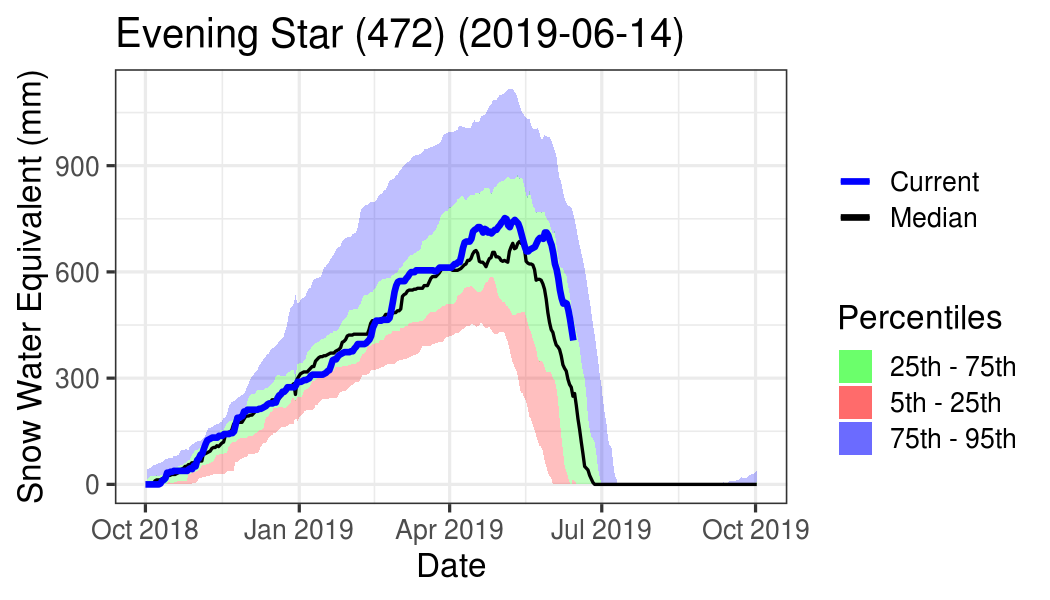 Evening Star (472) (2019-06-14)
Snow Water Equivalent (mm)
900
600
300
0
Oct 2018
Jan 2019
Apr 2019
Jul 2019
Oct 2019
Date
Current
Median
Percentiles
25th - 75th
5th - 25th
75th - 95th